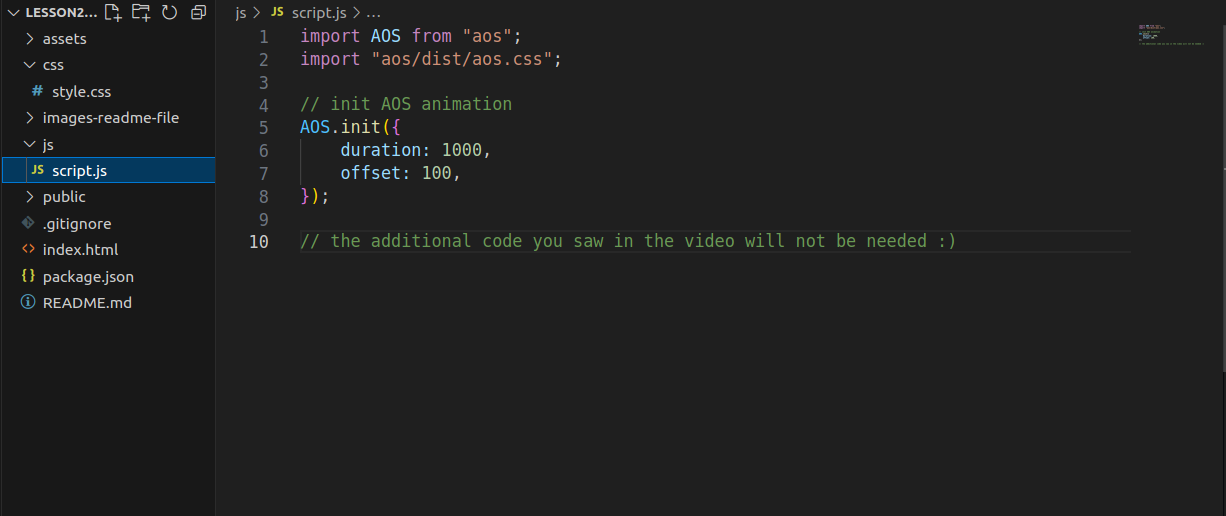 LESSON2...
assets
css
# style.css
images-readme-file
js
JS script.js
public
.gitignore
<> index.html
{} package.json
README.md
js > JS script.js > ...
1 import AOS from "aos";
2 import "aos/dist/aos.css";
3
4 // init AOS animation
5 AOS.init({
6     duration: 1000,
7     offset: 100,
8 });
9
10 // the additional code you saw in the video will not be needed :)